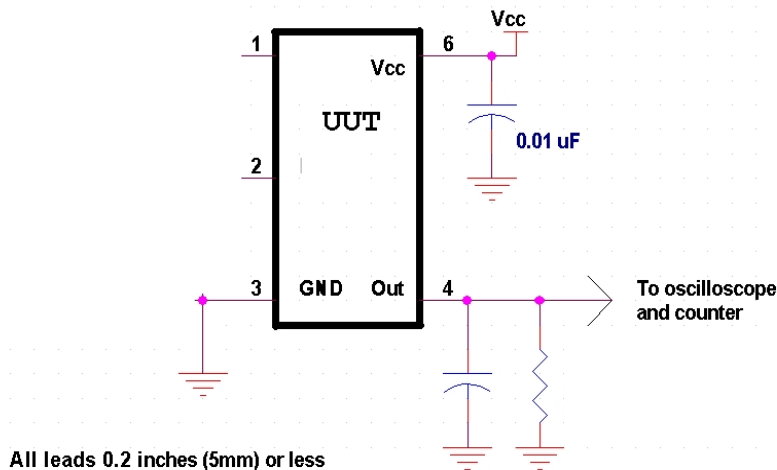 Vcc
1
6
Vcc
UUT
0.01 uF
2
3
GND
Out
4
To oscilloscope
and counter
All leads 0.2 inches (5mm) or less